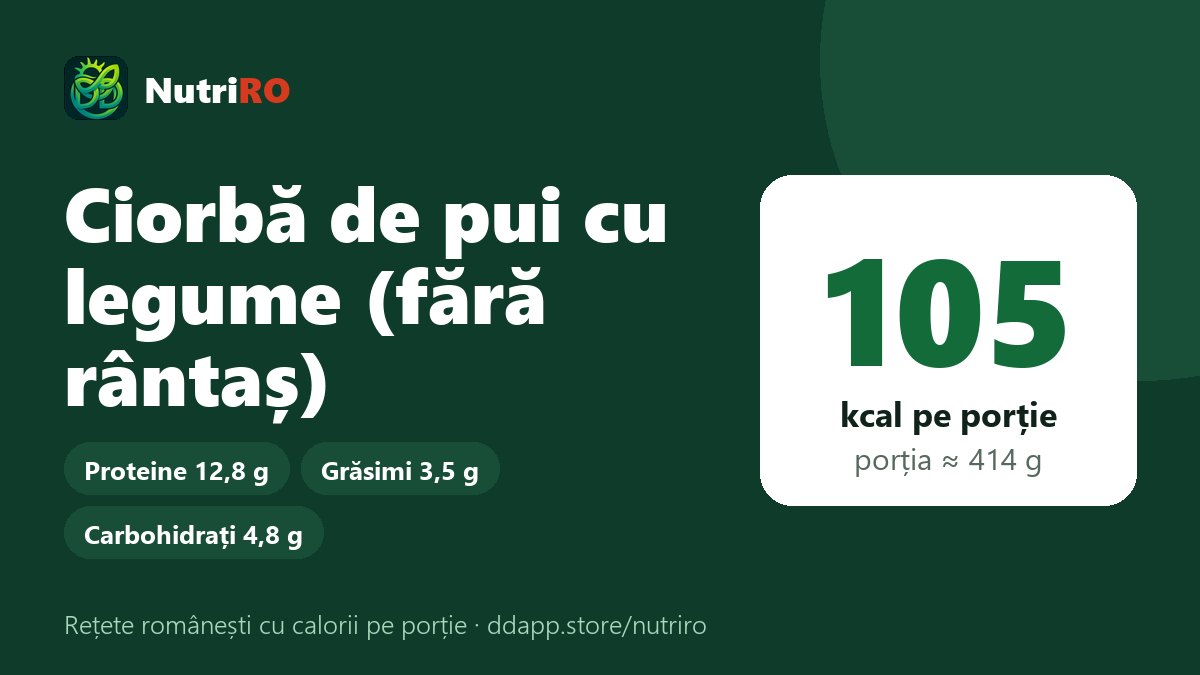 NutriRO
Ciorbă de pui cu
legume (fără
rântaș)
Proteine 12,8 g
Grăsimi 3,5 g
Carbohidrați 4,8 g
105
kcal pe porție
porția ≈ 414 g
Rețete românești cu calorii pe porție · ddapp.store/nutriro